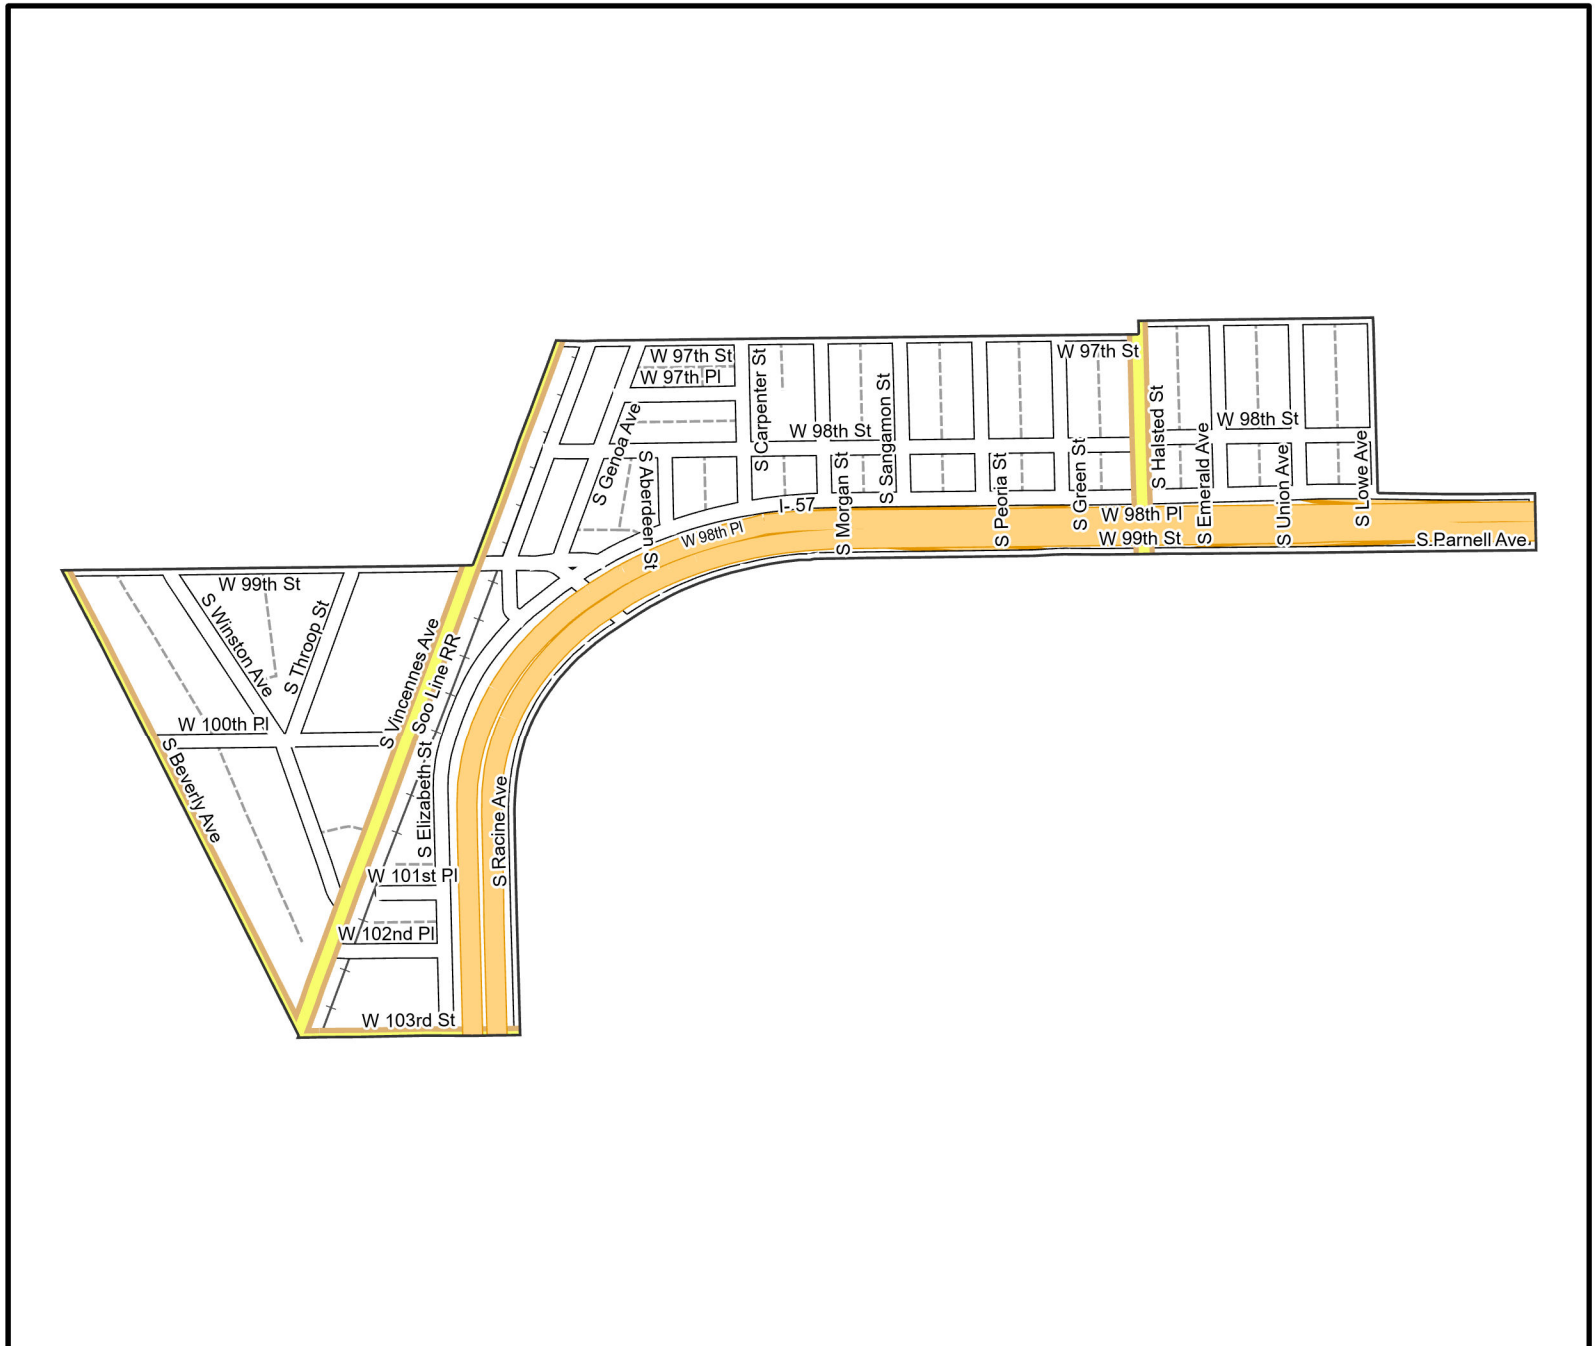 W 97th St
W 97th St
W 97th Pl
S Carpenter St
S Genoa Ave
S Aberdeen St
W 98th St
S Sangamon St
S Morgan St
S Peoria St
S Green St
S Halsted St
S Emerald Ave
W 98th St
S Union Ave
S Lowe Ave
I- 57
W 98th Pl
W 98th Pl
W 99th St
S Parnell Ave
W 99th St
S Winston Ave
S Throop St
S Vincennes Ave
Soo Line RR
W 100th Pl
S Beverly Ave
S Elizabeth St
S Racine Ave
W 101st Pl
W 102nd Pl
W 103rd St